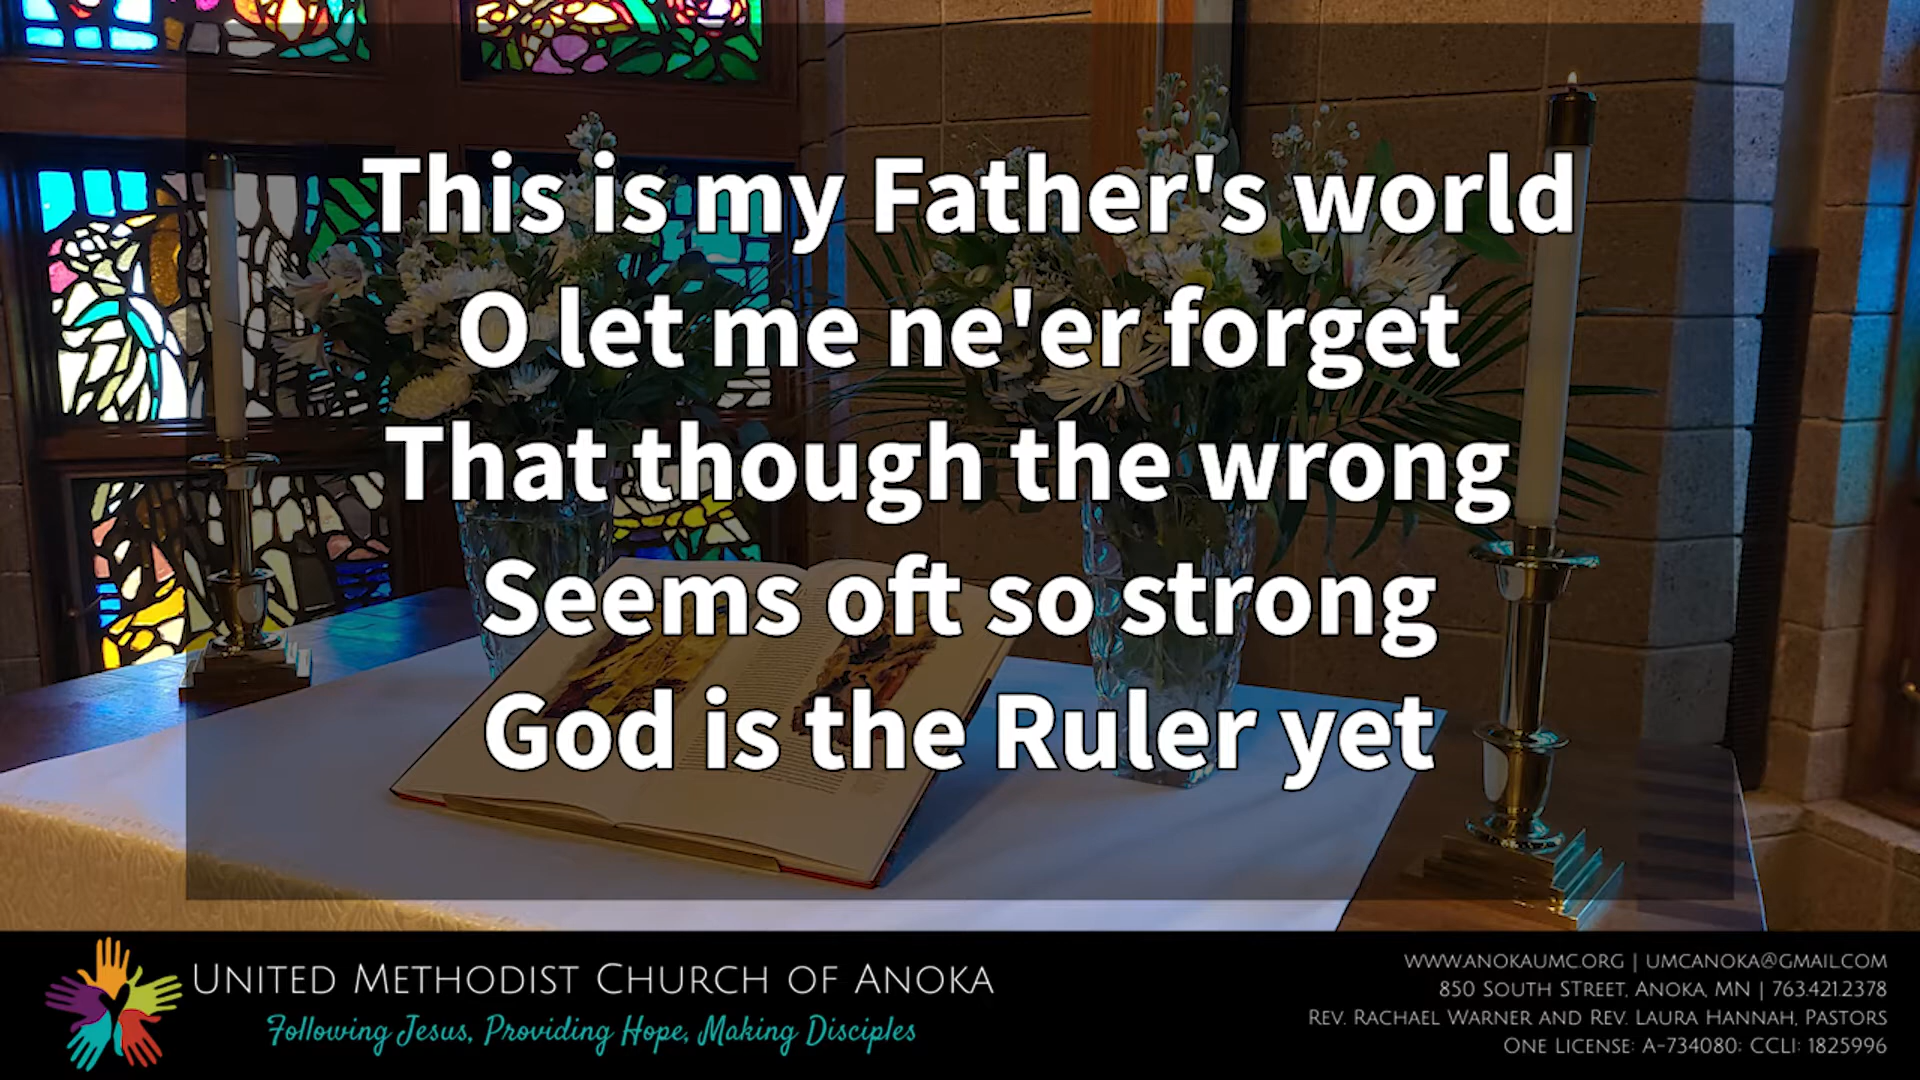 This is my Father's world
O let me ne'er forget
That though the wrong
Seems oft so strong
God is the Ruler yet
United Methodist Church of Anoka
Following Jesus, Providing Hope, Making Disciples
www.anokaumc.org | umcanoka@gmail.com
850 South Street, Anoka, MN | 763.421.2378
Rev. Rachael Warner and Rev. Laura Hannah, Pastors
One License: A-734080; CCLI: 1825996